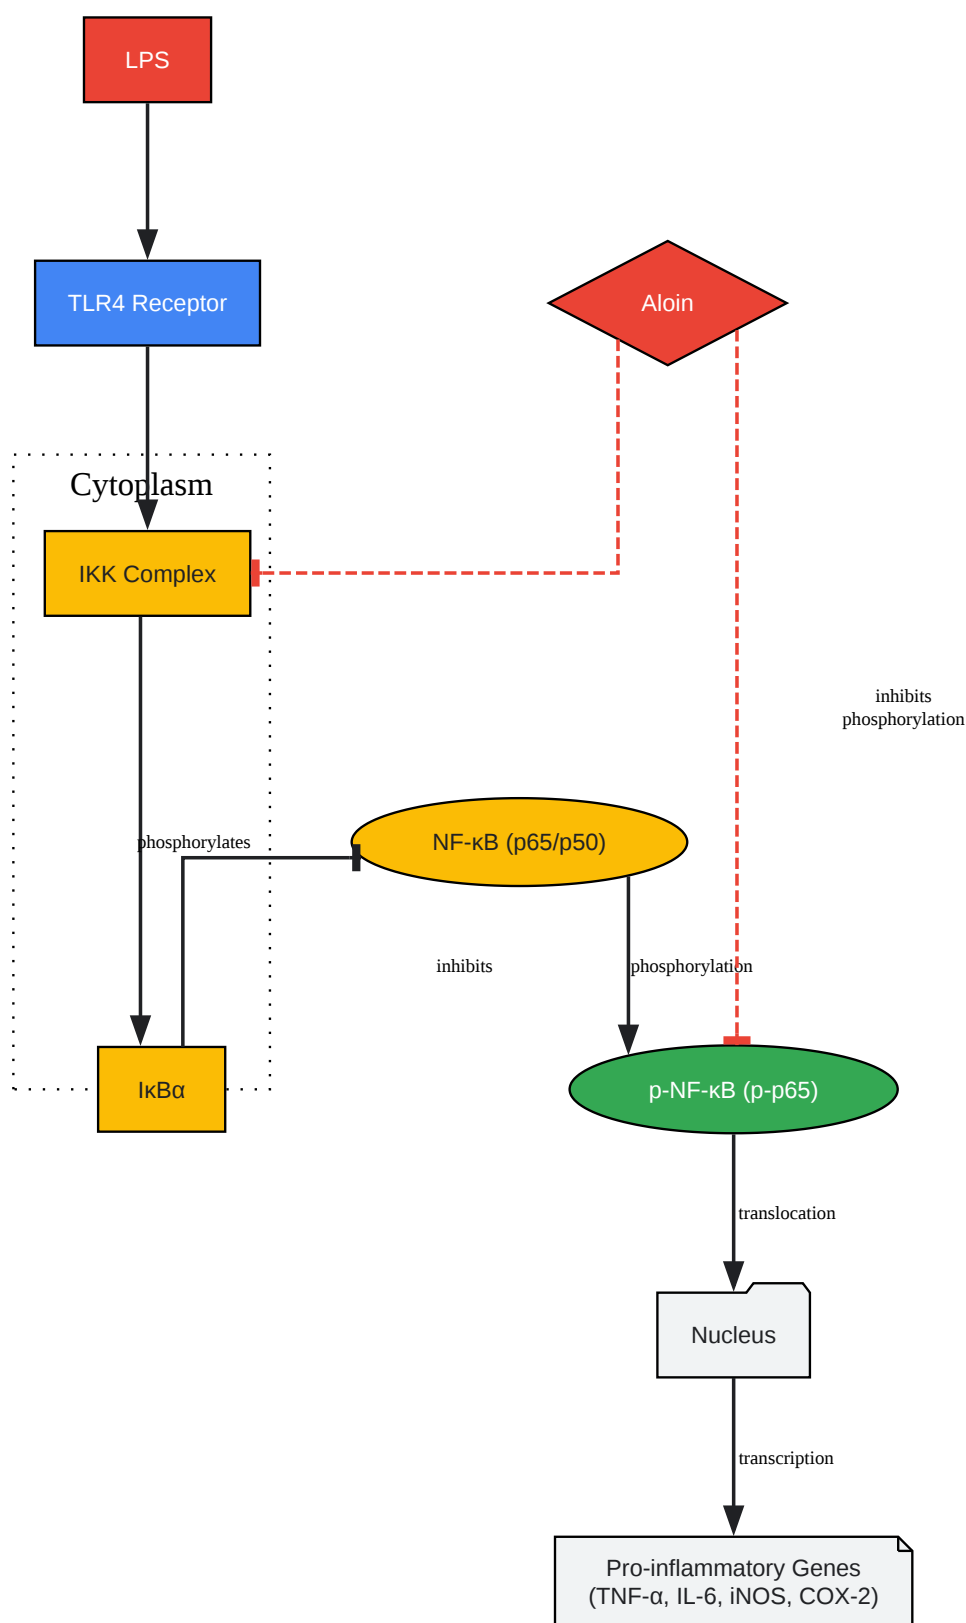 LPS
TLR4 Receptor
Aloin
Cytoplasm
IKK Complex
inhibits
phosphorylation
phosphorylates
NF-κB (p65/p50)
inhibits
phosphorylation
IκBα
p-NF-κB (p-p65)
translocation
Nucleus
transcription
Pro-inflammatory Genes
(TNF-α, IL-6, iNOS, COX-2)